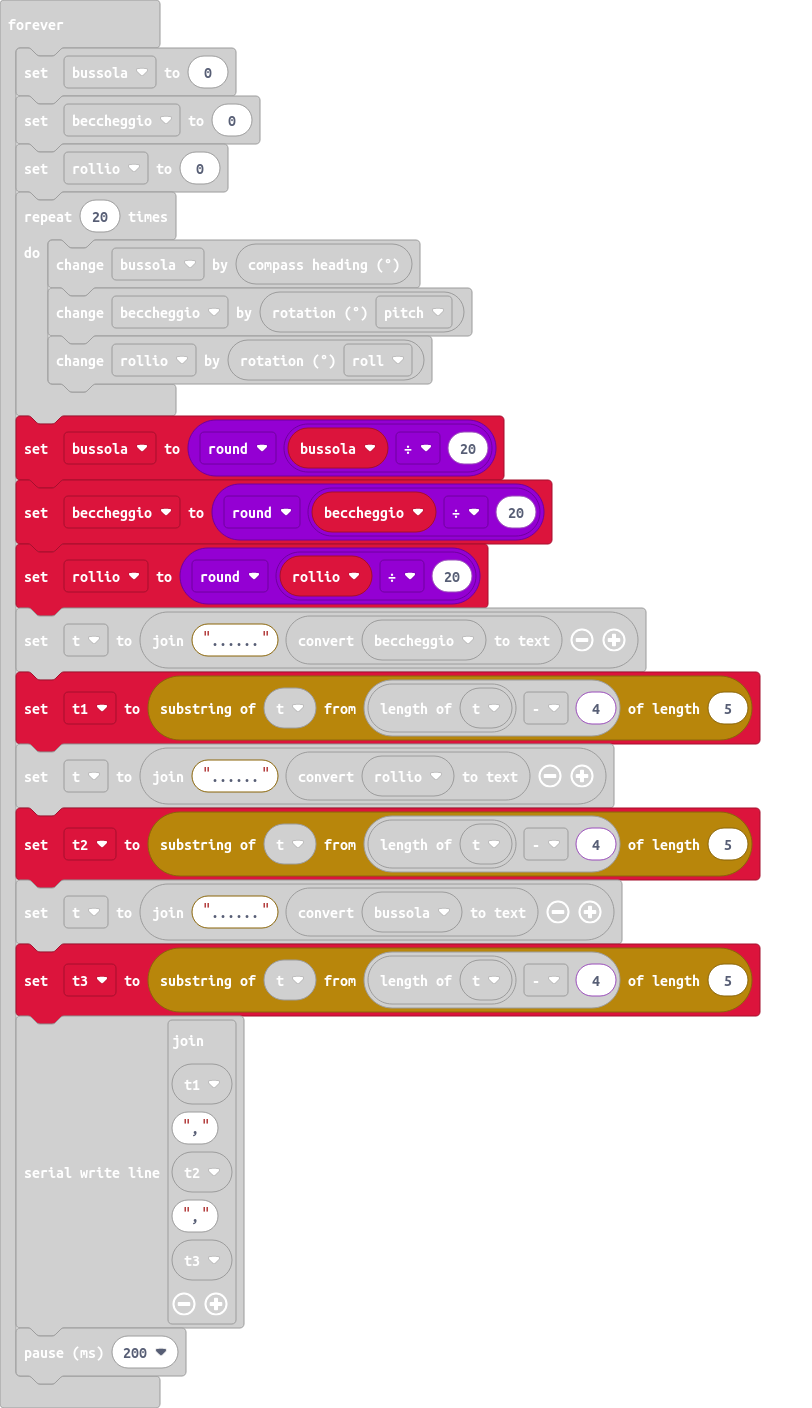 forever
set bussola to 0
set beccheggio to 0
set rollio to 0
repeat 20 times
do
change bussola by compass heading (°)
change beccheggio by rotation (°) pitch
change rollio by rotation (°) roll
set bussola to round bussola ÷ 20
set beccheggio to round beccheggio ÷ 20
set rollio to round rollio ÷ 20
set t to join "......" convert beccheggio to text
set t1 to substring of t from length of t - 4 of length 5
set t to join "......" convert rollio to text
set t2 to substring of t from length of t - 4 of length 5
set t to join "......" convert bussola to text
set t3 to substring of t from length of t - 4 of length 5
join
t1
","
serial write line t2
","
t3
pause (ms) 200